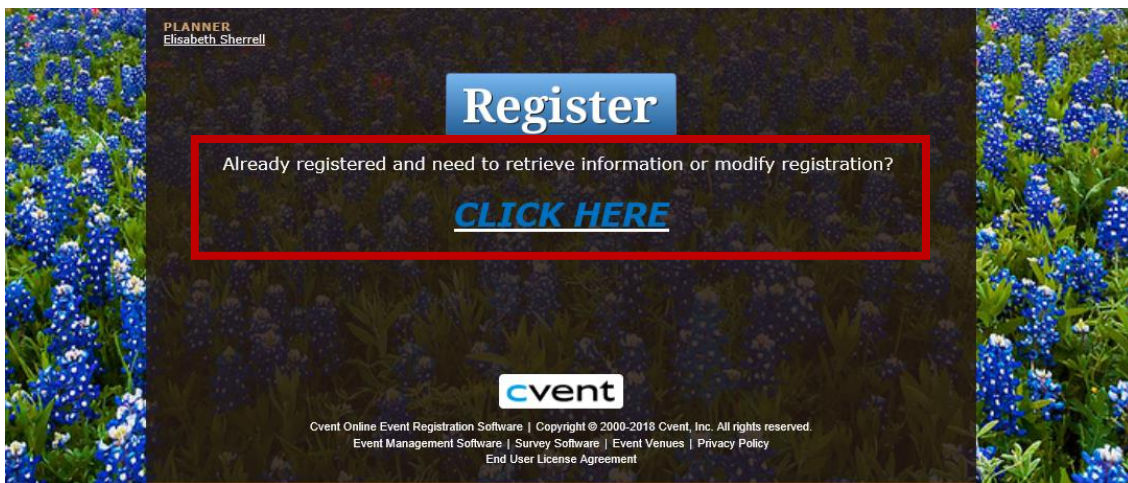 PLANNER
Elisabeth Sherrell
Register
Already registered and need to retrieve information or modify registration?
CLICK HERE
cvent
Cvent Online Event Registration Software | Copyright © 2000-2018 Cvent, Inc. All rights reserved.
Event Management Software | Survey Software | Event Venues | Privacy Policy
End User License Agreement